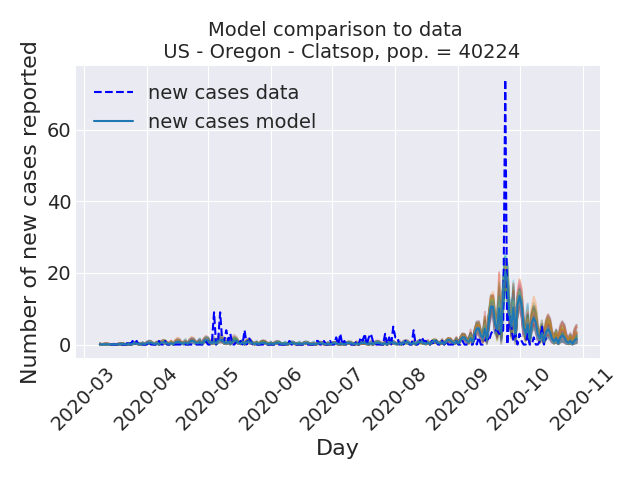 Model comparison to data
US - Oregon - Clatsop, pop. = 40224
Number of new cases reported
new cases data
new cases model
60
40
20
0
2020-03
2020-04
2020-05
2020-06
2020-07
2020-08
2020-09
2020-10
2020-11
Day